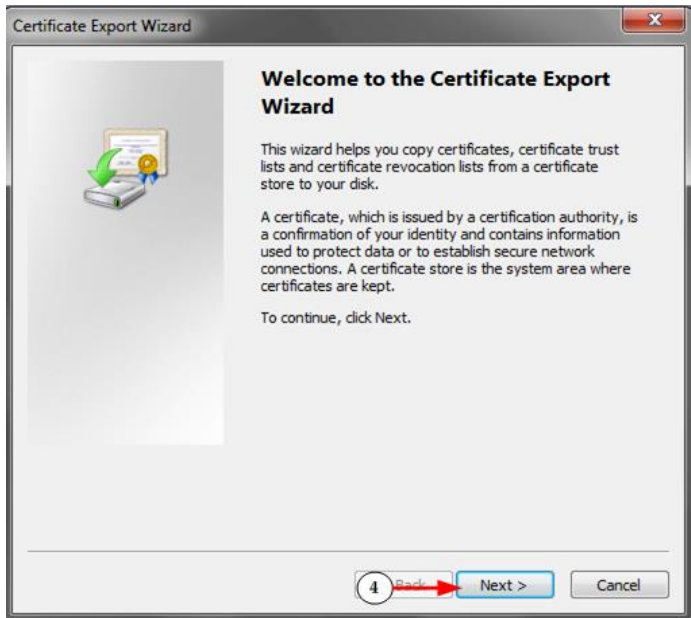 Certificate Export Wizard
Welcome to the Certificate Export
Wizard
This wizard helps you copy certificates, certificate trust
lists and certificate revocation lists from a certificate
store to your disk.
A certificate, which is issued by a certification authority, is
a confirmation of your identity and contains information
used to protect data or to establish secure network
connections. A certificate store is the system area where
certificates are kept.
To continue, click Next.
4 Back Next > Cancel